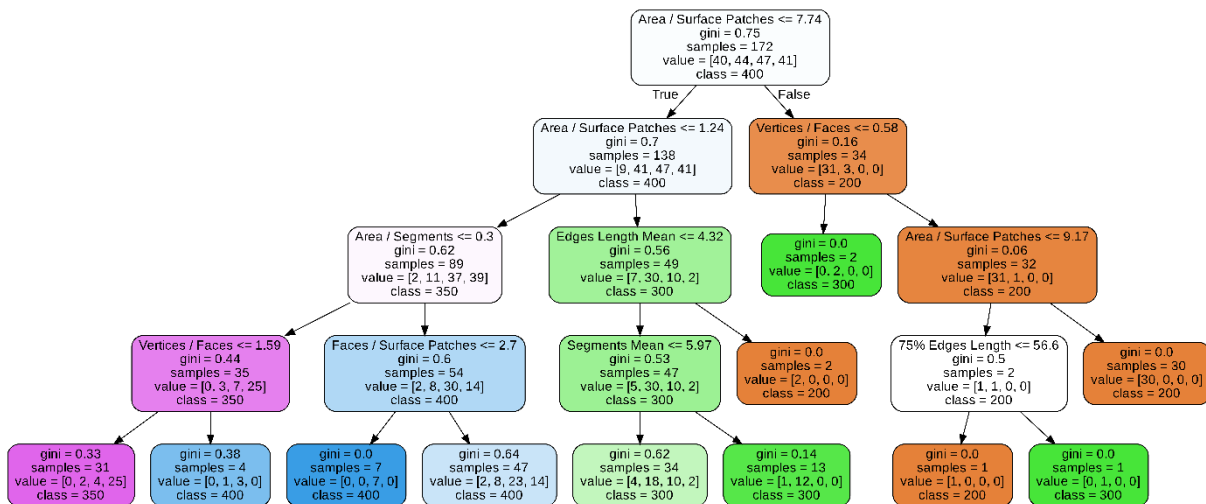 Area / Surface Patches <= 7.74
gini = 0.75
samples = 172
value = [40, 44, 47, 41]
class = 400
True
False
Area / Surface Patches <= 1.24
gini = 0.7
samples = 138
value = [9, 41, 47, 41]
class = 400
Vertices / Faces <= 0.58
gini = 0.16
samples = 34
value = [31, 3, 0, 0]
class = 200
Area / Segments <= 0.3
gini = 0.62
samples = 89
value = [2, 11, 37, 39]
class = 350
Edges Length Mean <= 4.32
gini = 0.56
samples = 49
value = [7, 30, 10, 2]
class = 300
gini = 0.0
samples = 2
value = [0, 2, 0, 0]
class = 300
Area / Surface Patches <= 9.17
gini = 0.06
samples = 32
value = [31, 1, 0, 0]
class = 200
Vertices / Faces <= 1.59
gini = 0.44
samples = 35
value = [0, 3, 7, 25]
class = 350
Faces / Surface Patches <= 2.7
gini = 0.6
samples = 54
value = [2, 8, 30, 14]
class = 400
Segments Mean <= 5.97
gini = 0.53
samples = 47
value = [5, 30, 10, 2]
class = 300
gini = 0.0
samples = 2
value = [2, 0, 0, 0]
class = 200
75% Edges Length <= 56.6
gini = 0.5
samples = 2
value = [1, 1, 0, 0]
class = 200
gini = 0.0
samples = 30
value = [30, 0, 0, 0]
class = 200
gini = 0.33
samples = 31
value = [0, 2, 4, 25]
class = 350
gini = 0.38
samples = 4
value = [0, 1, 3, 0]
class = 400
gini = 0.0
samples = 7
value = [0, 0, 7, 0]
class = 400
gini = 0.64
samples = 47
value = [2, 8, 23, 14]
class = 400
gini = 0.62
samples = 34
value = [4, 18, 10, 2]
class = 300
gini = 0.14
samples = 13
value = [1, 12, 0, 0]
class = 300
gini = 0.0
samples = 1
value = [1, 0, 0, 0]
class = 200
gini = 0.0
samples = 1
value = [0, 1, 0, 0]
class = 300